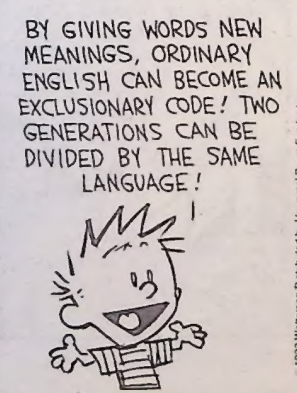 BY GIVING WORDS NEW
MEANINGS, ORDINARY
ENGLISH CAN BECOME AN
EXCLUSIONARY CODE! TWO
GENERATIONS CAN BE
DIVIDED BY THE SAME
LANGUAGE!